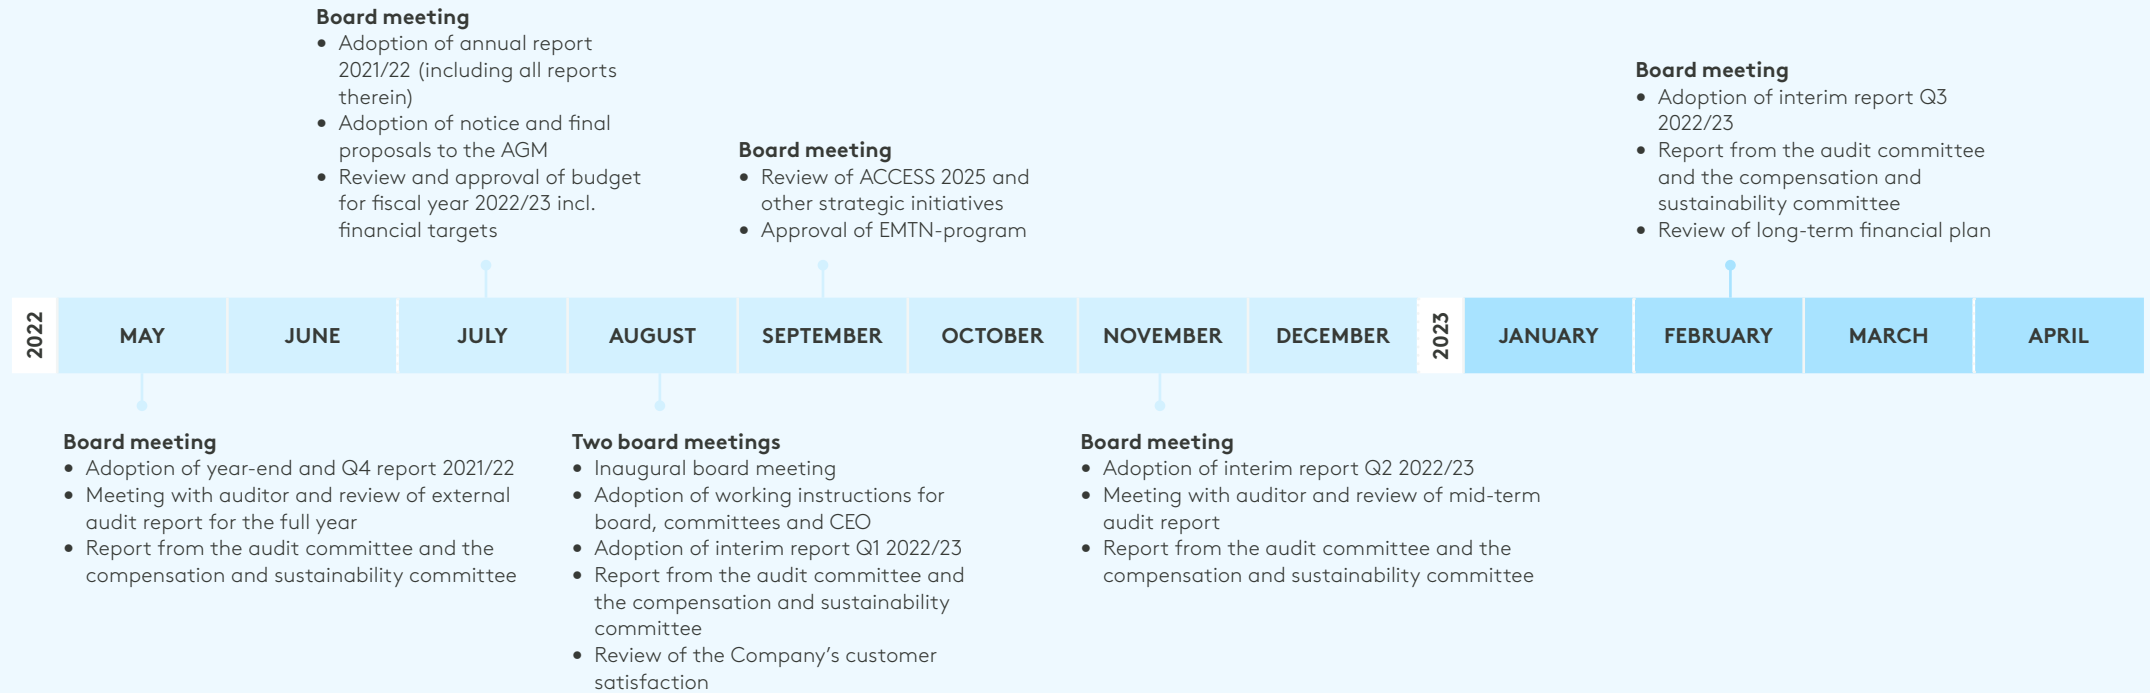 Board meeting
• Adoption of annual report
2021/22 (including all reports
therein)
• Adoption of notice and final
proposals to the AGM
• Review and approval of budget
for fiscal year 2022/23 incl.
financial targets
Board meeting
• Review of ACCESS 2025 and
other strategic initiatives
• Approval of EMTN-program
Board meeting
• Adoption of interim report Q3
2022/23
• Report from the audit committee
and the compensation and
sustainability committee
• Review of long-term financial plan
2022
MAY
JUNE
JULY
AUGUST
SEPTEMBER
OCTOBER
NOVEMBER
DECEMBER
2023
JANUARY
FEBRUARY
MARCH
APRIL
Board meeting
• Adoption of year-end and Q4 report 2021/22
• Meeting with auditor and review of external
audit report for the full year
• Report from the audit committee and the
compensation and sustainability committee
Two board meetings
• Inaugural board meeting
• Adoption of working instructions for
board, committees and CEO
• Adoption of interim report Q1 2022/23
• Report from the audit committee and
the compensation and sustainability
committee
• Review of the Company's customer
satisfaction
Board meeting
• Adoption of interim report Q2 2022/23
• Meeting with auditor and review of mid-term
audit report
• Report from the audit committee and the
compensation and sustainability committee